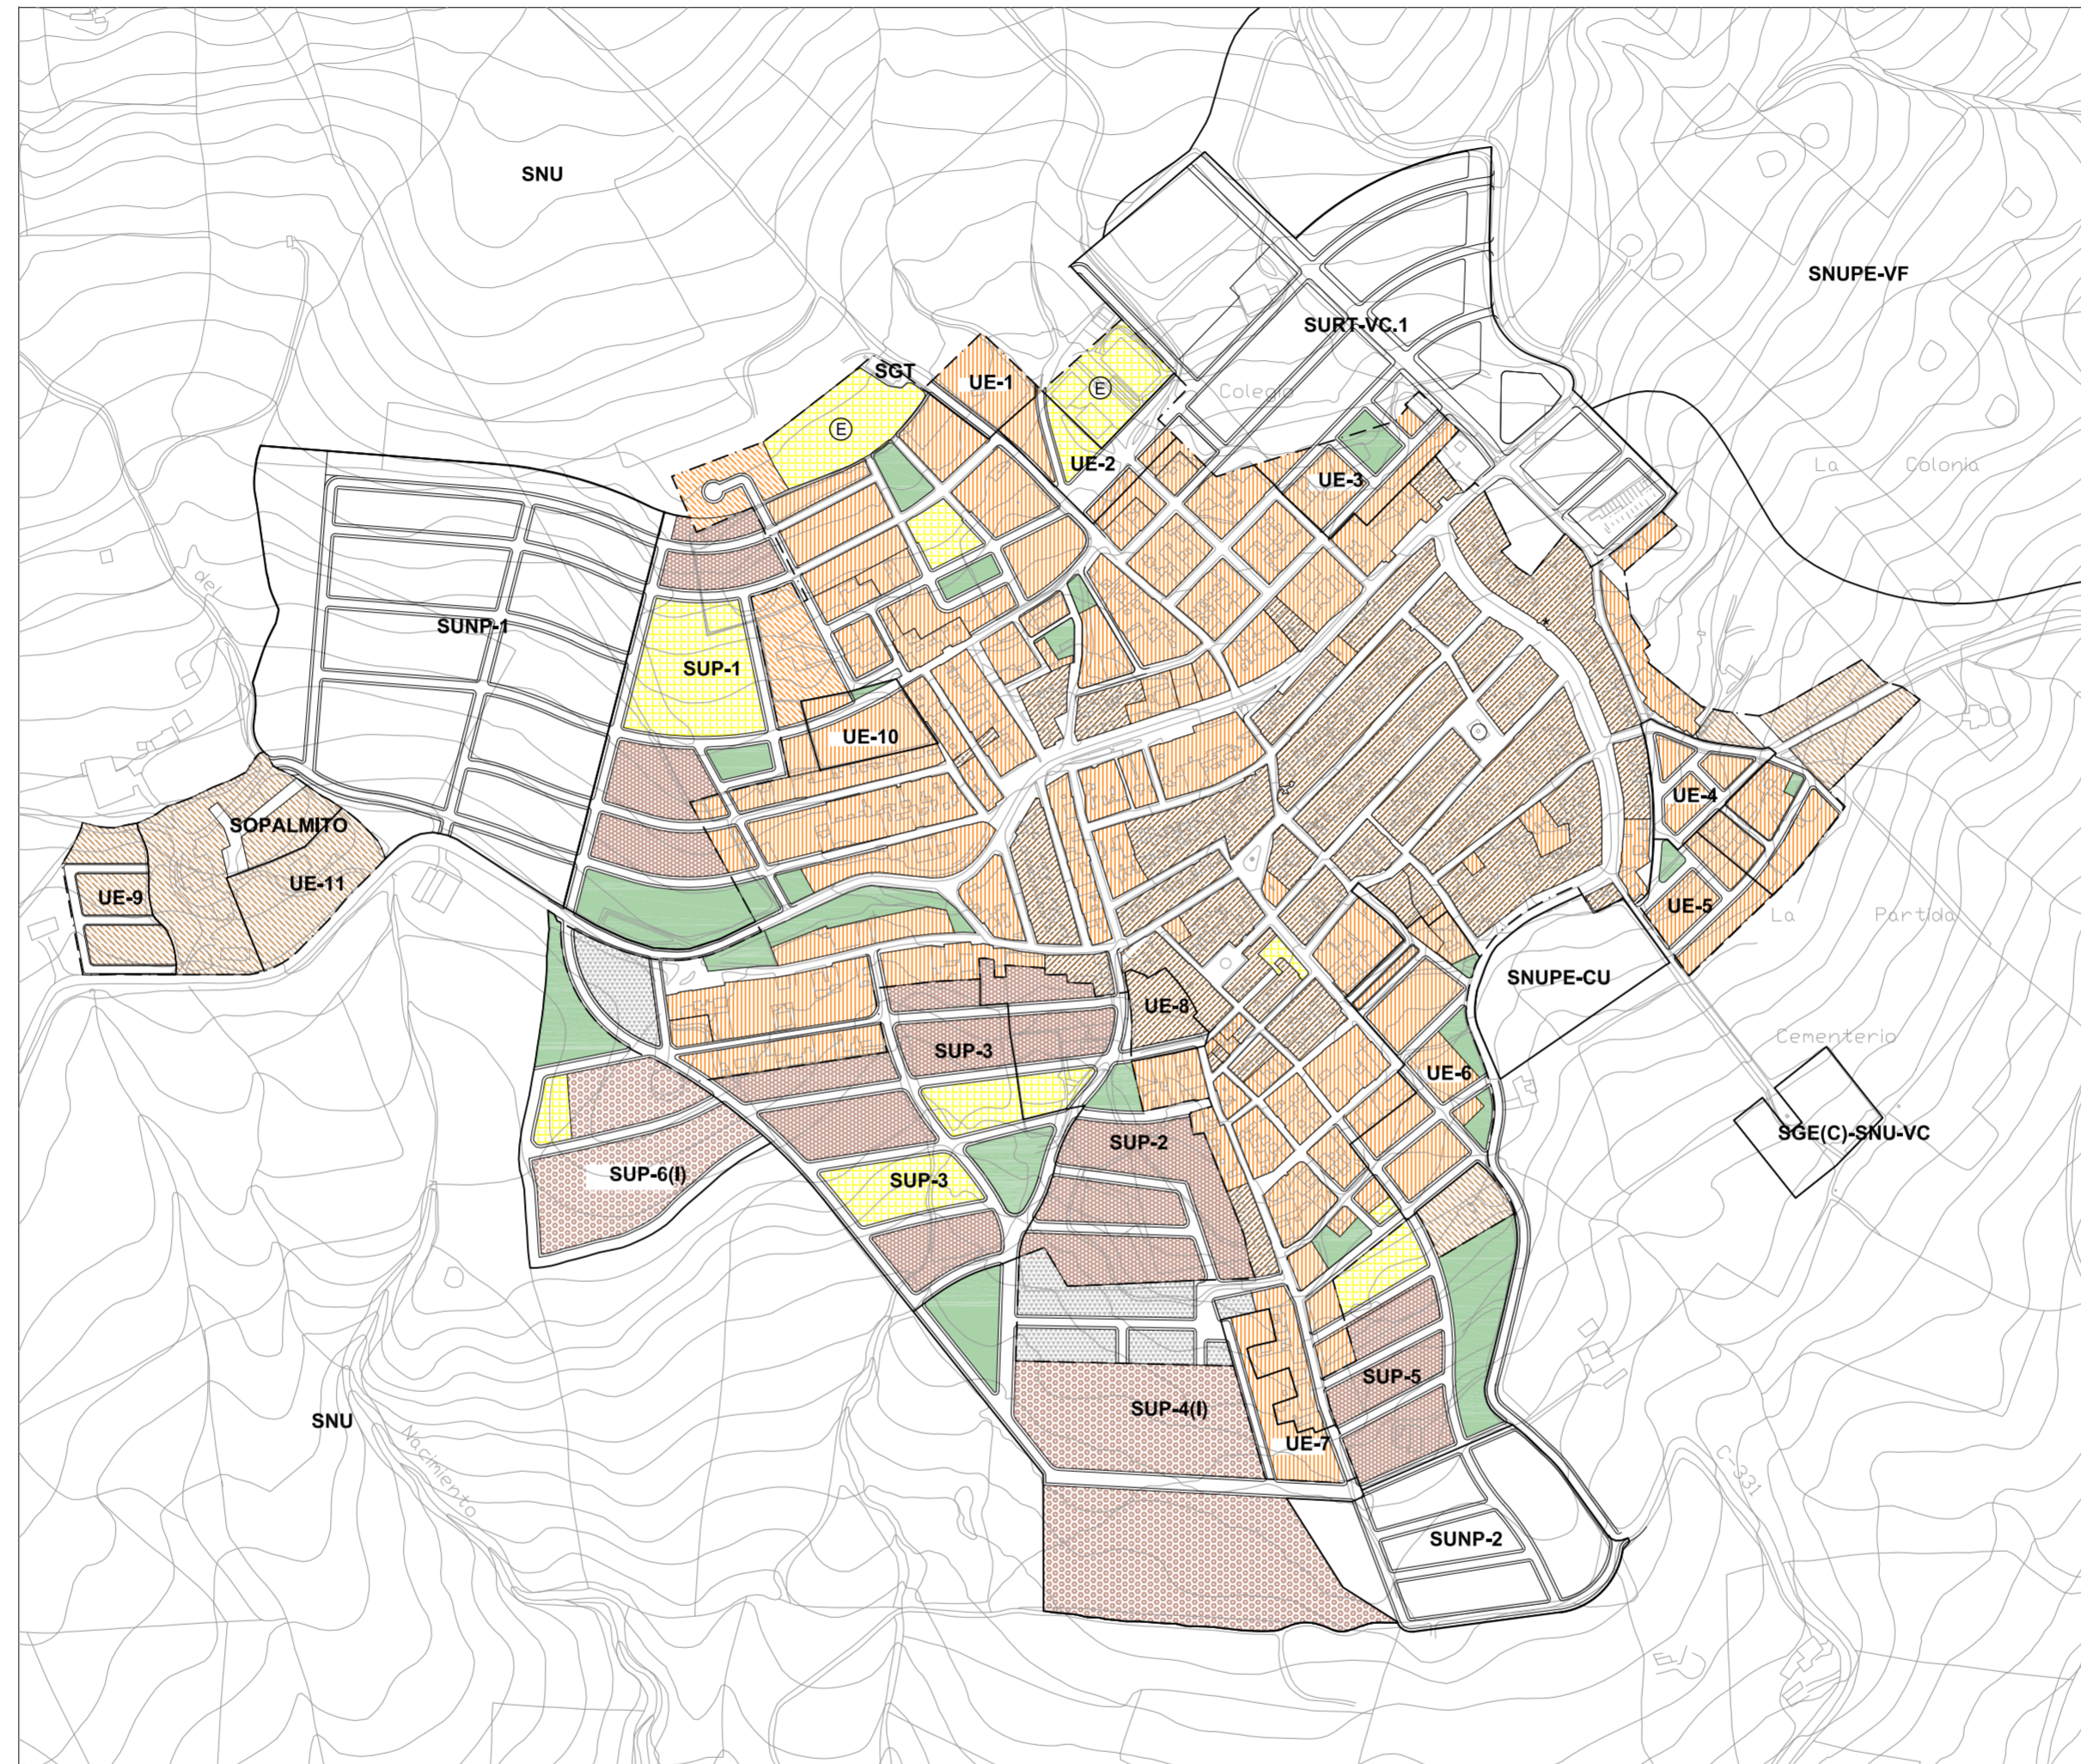 SNU
SNUPE-VF
SURT-VC.1
SGT
UE-1
E
Colegio
E
UE-2
La Colonia
UE-3
del
SUNP-1
SUP-1
UE-10
UE-4
SOPALMITO
UE-11
UE-9
UE-5
La Partida
SNUPE-CU
UE-8
Cementerio
SUP-3
UE-6
SGE(C)-SNU-VC
SUP-2
SUP-6(I)
SUP-3
SUP-5
SUP-4(I)
SNU
UE-7
Nacimiento
C-331
SUNP-2